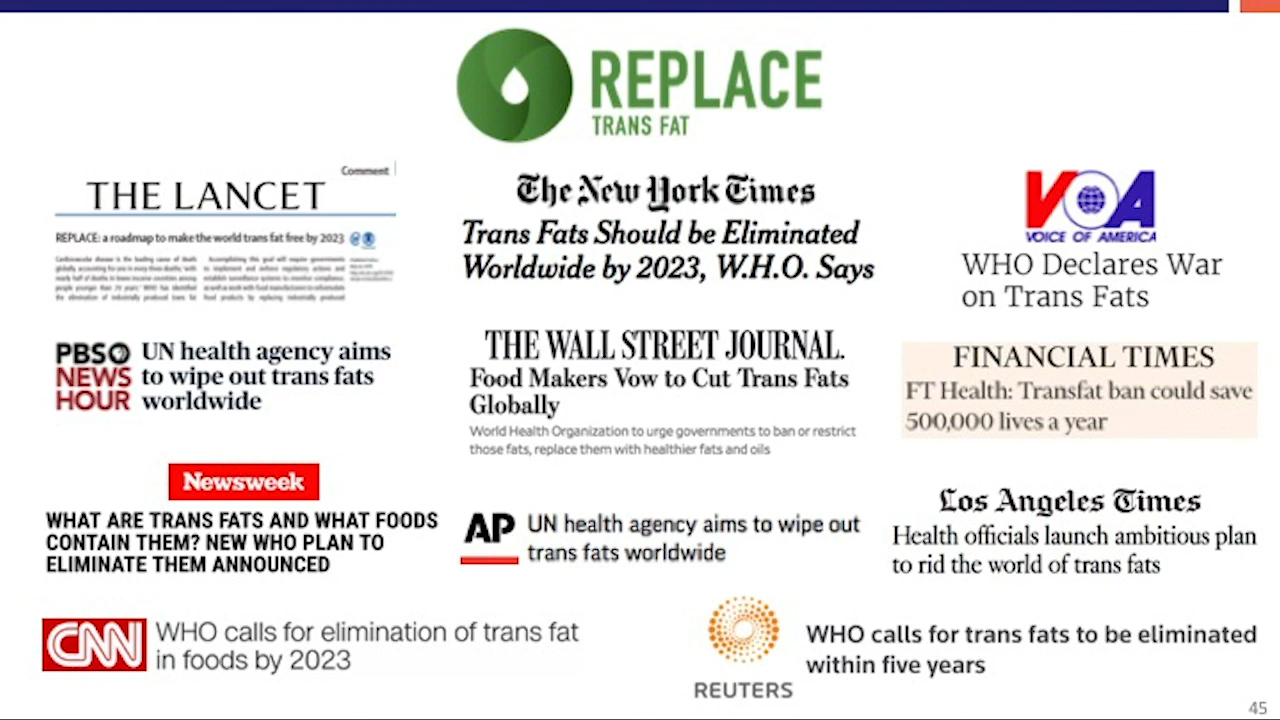 REPLACE
TRANS FAT
Comment
THE LANCET
REPLACE: a roadmap to make the world trans fat free by 2023
The New York Times
Trans Fats Should be Eliminated
Worldwide by 2023, W.H.O. Says
VOA
VOICE OF AMERICA
WHO Declares War
on Trans Fats
PBS
NEWS
HOUR
UN health agency aims
to wipe out trans fats
worldwide
THE WALL STREET JOURNAL.
Food Makers Vow to Cut Trans Fats
Globally
World Health Organization to urge governments to ban or restrict
those fats, replace them with healthier fats and oils
FINANCIAL TIMES
FT Health: Transfat ban could save
500,000 lives a year
Newsweek
WHAT ARE TRANS FATS AND WHAT FOODS
CONTAIN THEM? NEW WHO PLAN TO
ELIMINATE THEM ANNOUNCED
AP
UN health agency aims to wipe out
trans fats worldwide
Los Angeles Times
Health officials launch ambitious plan
to rid the world of trans fats
CNN
WHO calls for elimination of trans fat
in foods by 2023
REUTERS
WHO calls for trans fats to be eliminated
within five years
45